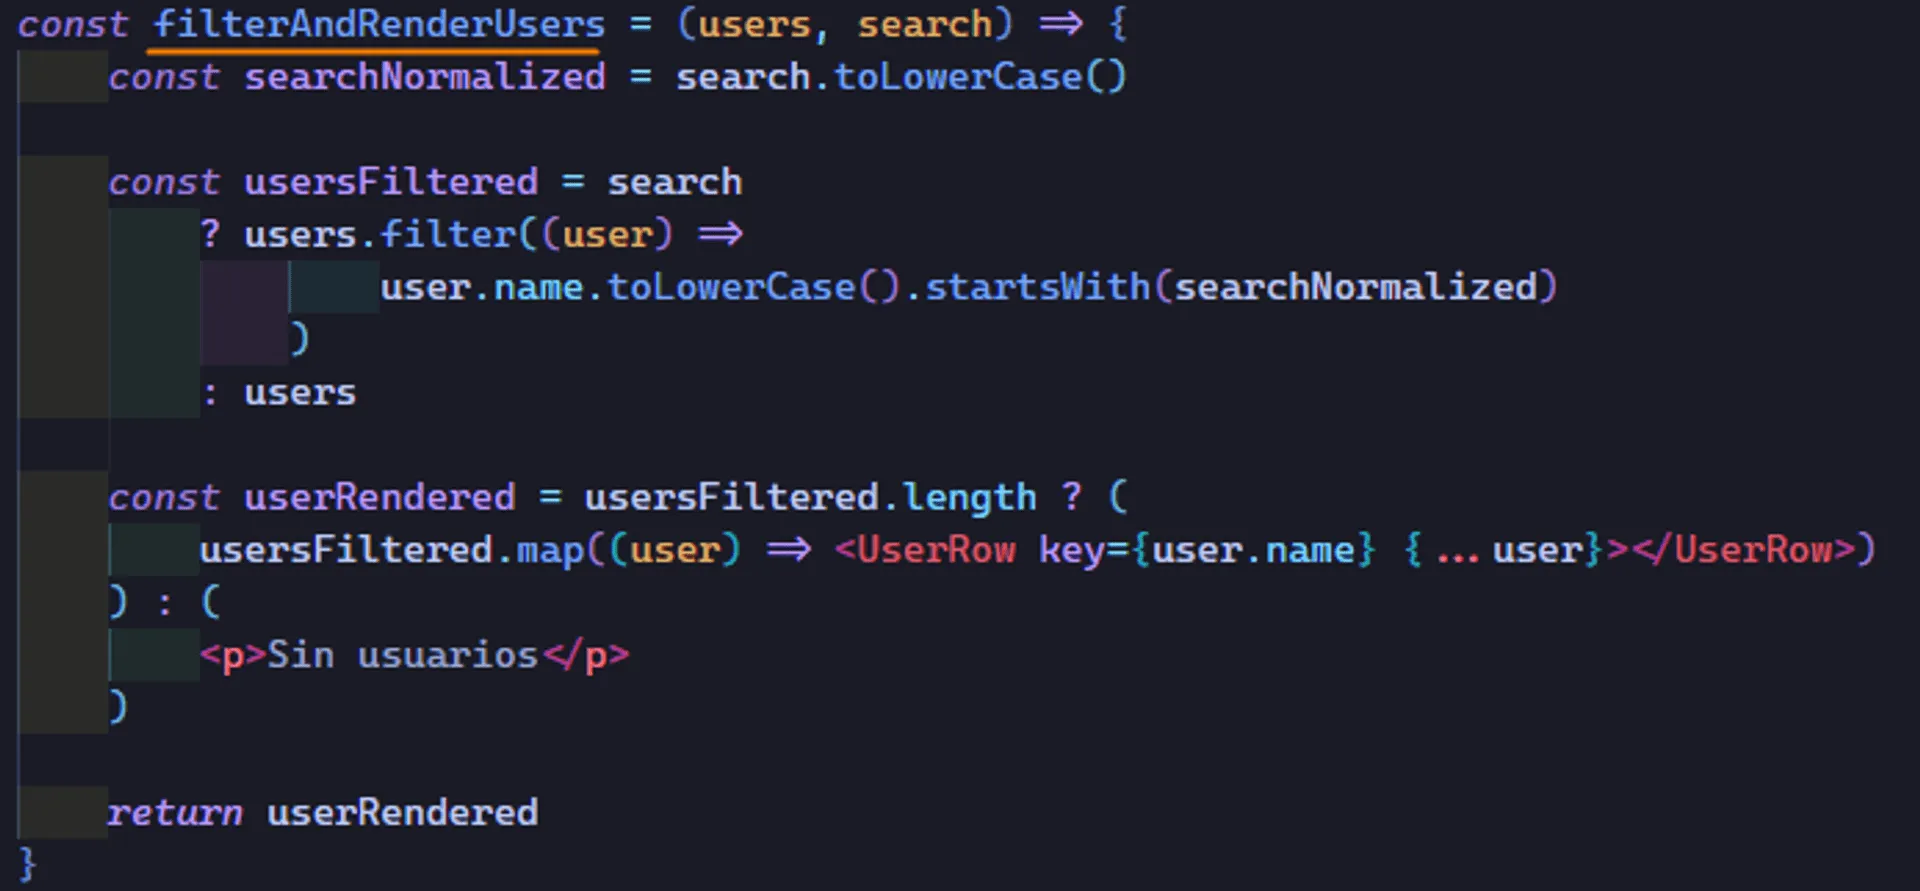 const filterAndRenderUsers = (users, search) => {
const searchNormalized = search.toLowerCase()
const usersFiltered = search
? users.filter((user) =>
user.name.toLowerCase().startsWith(searchNormalized)
)
: users
const userRendered = usersFiltered.length ? (
usersFiltered.map((user) => <UserRow key={user.name} {...user}></UserRow>)
) : (
<p>Sin usuarios</p>
)
return userRendered
}